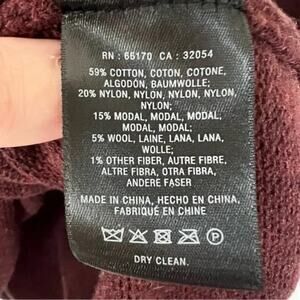 RN : 66170 CA : 32054
59% COTTON, COTON, COTONE,
ALGODÓN, BAUMWOLLE;
20% NYLON, NYLON, NYLON, NYLON,
NYLON;
15% MODAL, MODAL, MODAL,
MODAL, MODAL;
5% WOOL, LAINE, LANA, LANA,
WOLLE;
1% OTHER FIBER, AUTRE FIBRE,
ALTRE FIBRA, OTRA FIBRA,
ANDERE FASER
MADE IN CHINA, HECHO EN CHINA,
FABRIQUÉ EN CHINE
P
DRY CLEAN.